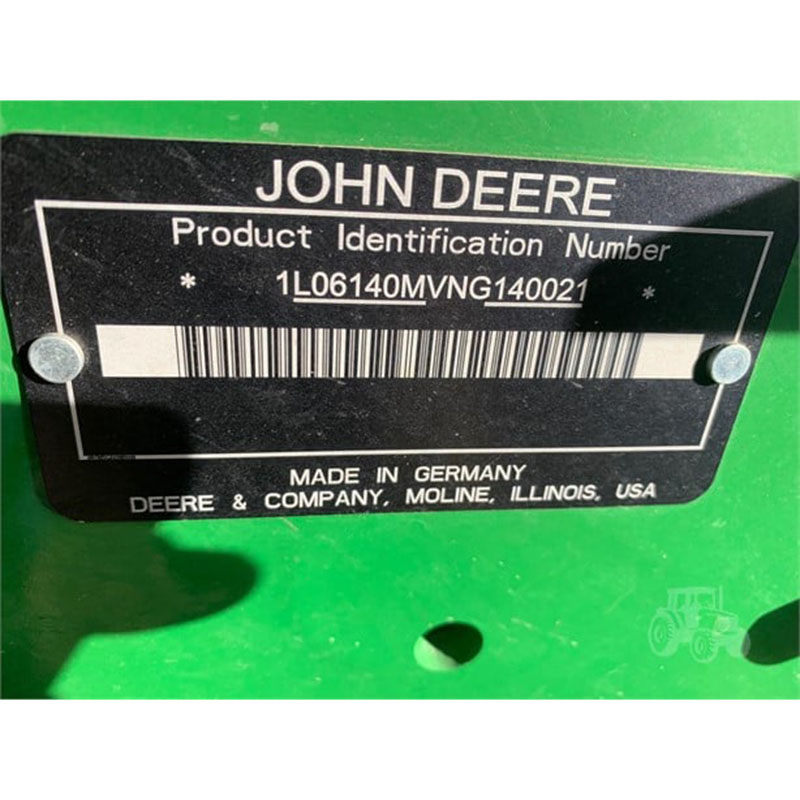 JOHN DEERE
Product Identification Number
* 1L06140MVNG140021 *
MADE IN GERMANY
DEERE & COMPANY, MOLINE, ILLINOIS, USA